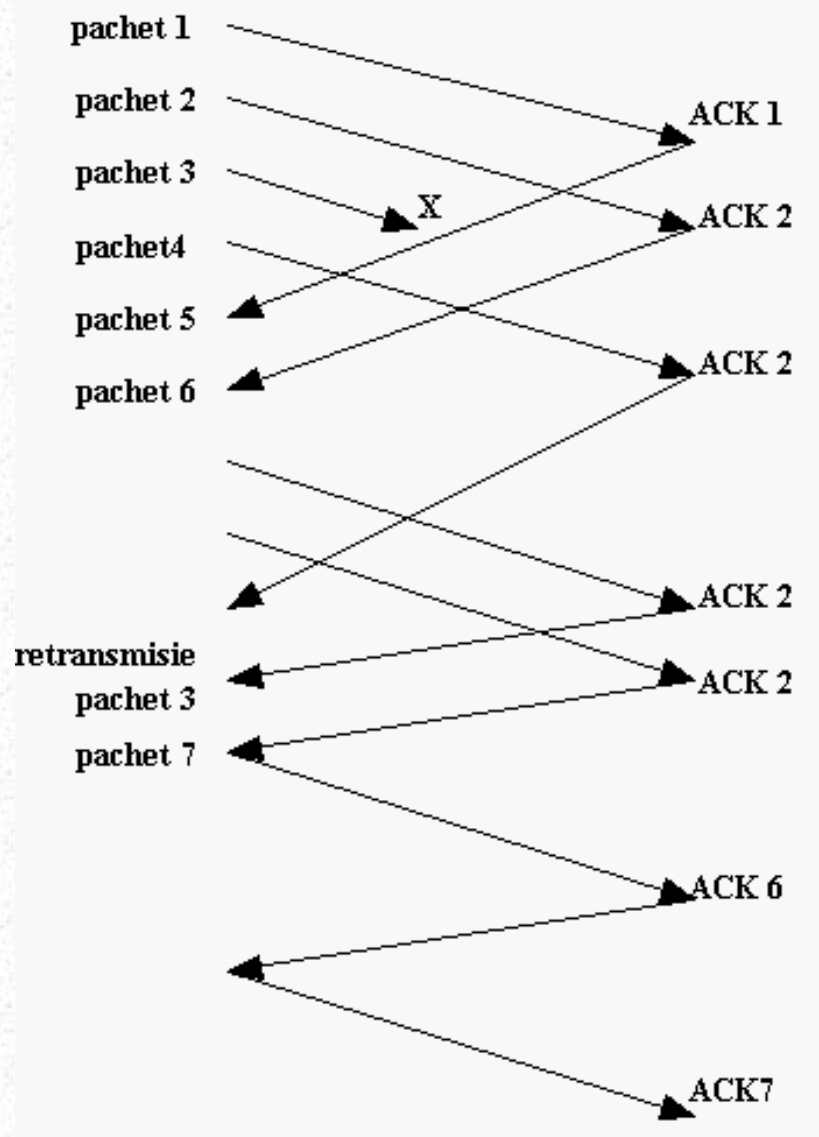 pachet 1
pachet 2
ACK 1
pachet 3
X
ACK 2
pachet4
pachet 5
ACK 2
pachet 6
ACK 2
retransmisie
pachet 3
ACK 2
pachet 7
ACK 6
ACK7